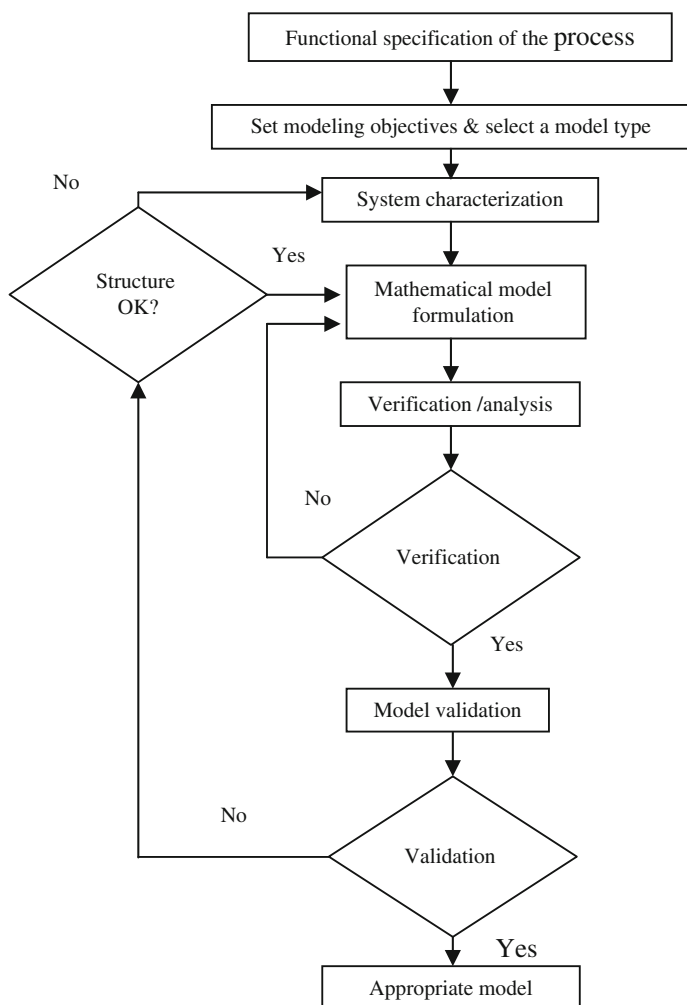 Functional specification of the process
Set modeling objectives & select a model type
No
System characterization
Yes
Structure
OK?
Mathematical model
formulation
Verification /analysis
No
Verification
Yes
Model validation
No
Validation
Yes
Appropriate model